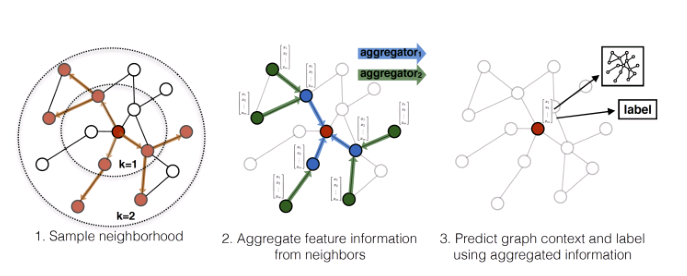 aggregator1
aggregator2
label
k=1
k=2
1. Sample neighborhood
2. Aggregate feature information
from neighbors
3. Predict graph context and label
using aggregated information